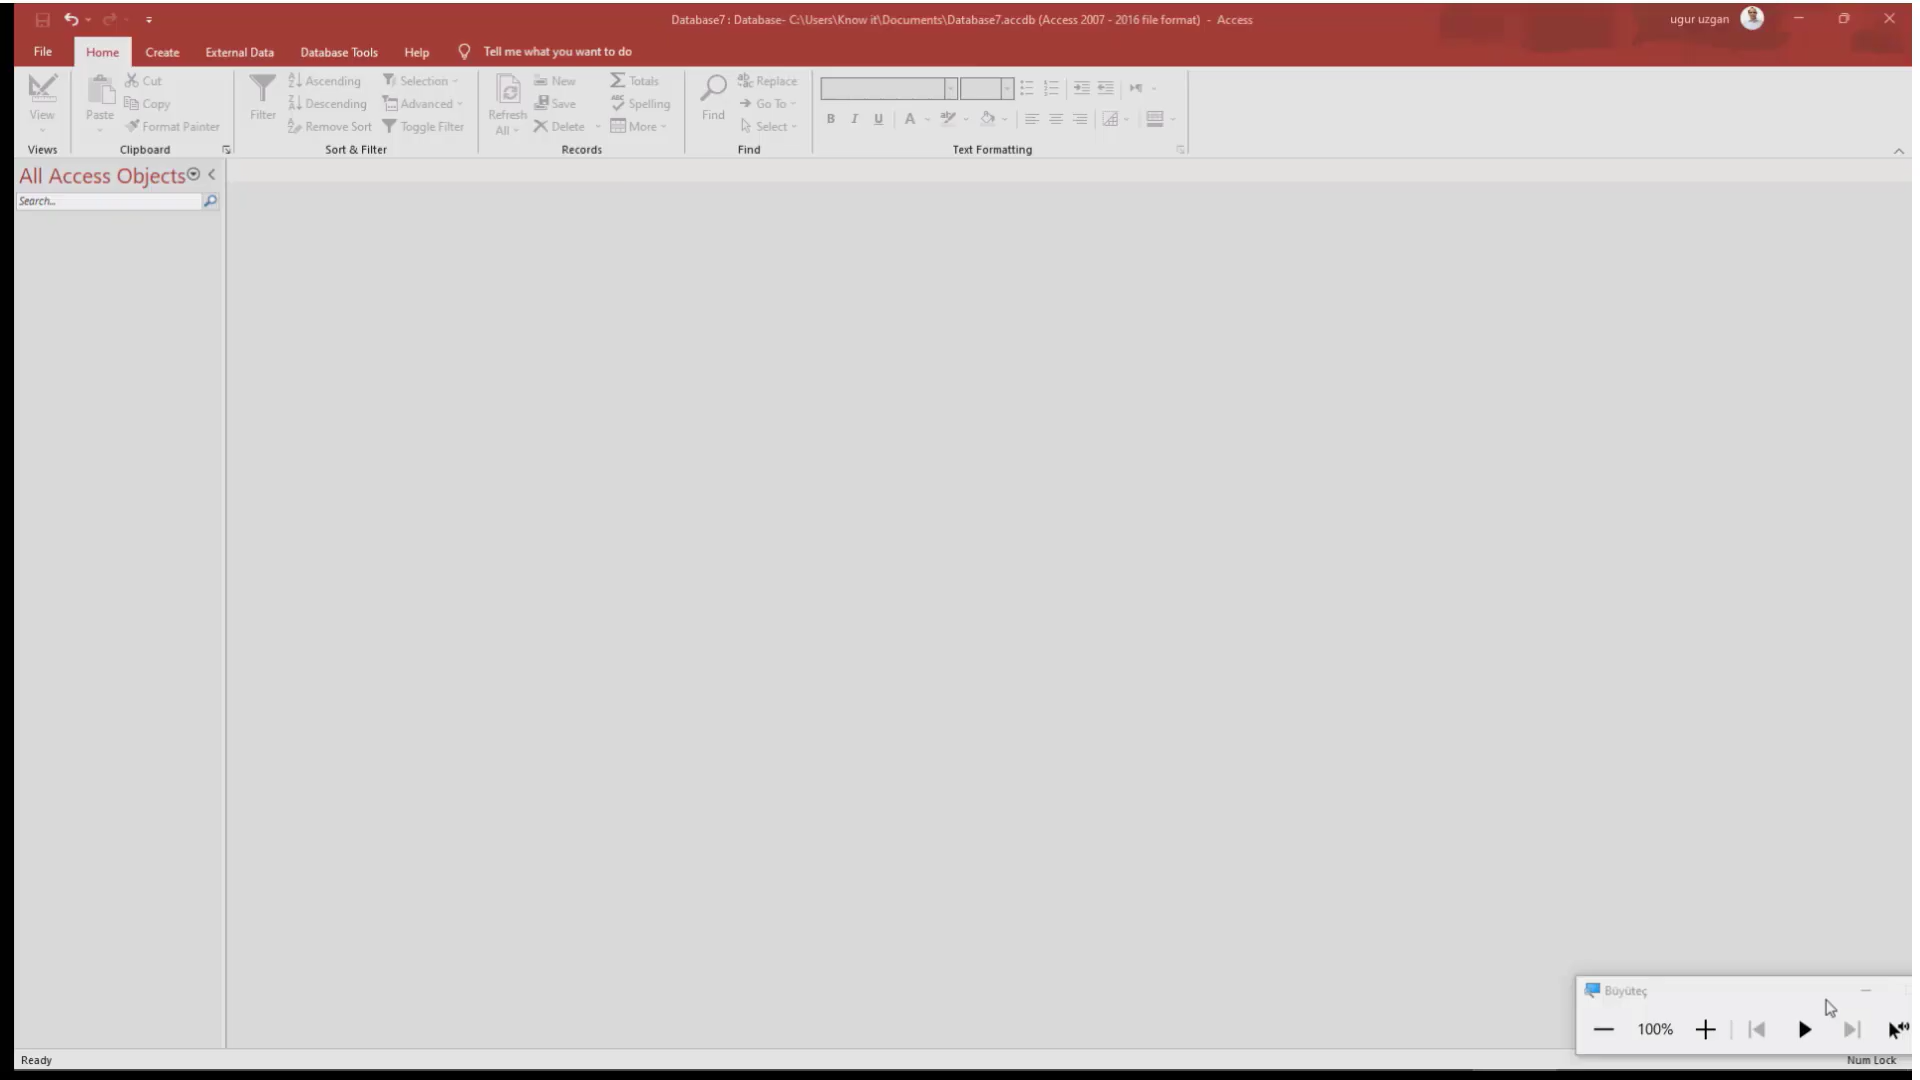 Database7 : Database- C:\Users\Know it\Documents\Database7.accdb (Access 2007 - 2016 file format) - Access
ugur uzgan
File Home Create External Data Database Tools Help Tell me what you want to do
View
Paste
Cut
Copy
Format Painter
Filter
Ascending
Descending
Remove Sort
Selection
Advanced
Toggle Filter
Refresh
All
New
Save
Delete
Totals
Spelling
More
Find
Replace
Go To
Select
B I U A
Views Clipboard Sort & Filter Records Find Text Formatting
All Access Objects
Search...
Büyüteç
100%
Ready
Num Lock